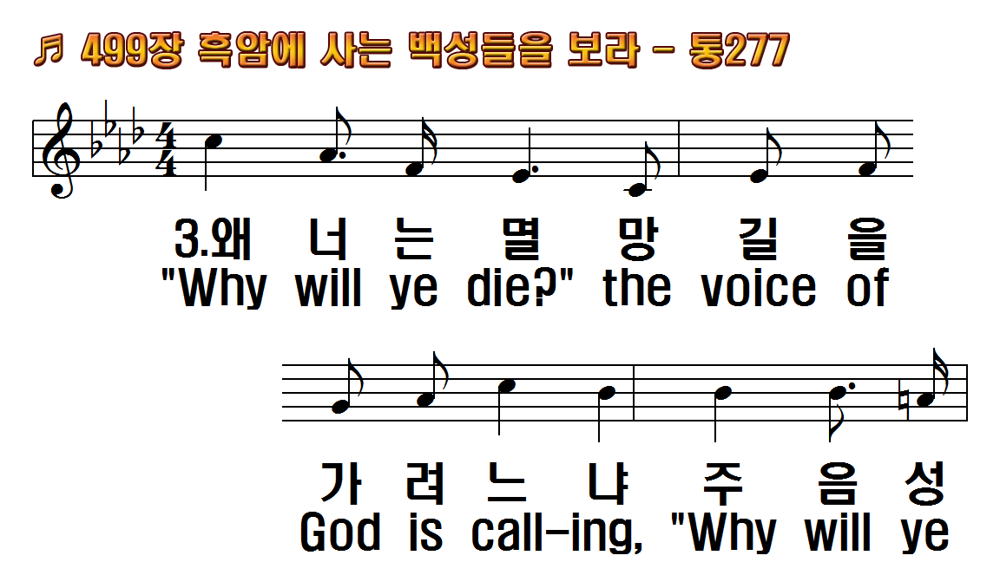 ♬ 499장 흑암에 사는 백성들을 보라 - 통277
4
4
3.왜 너 는 멸 망 길 을
"Why will ye die?" the voice of
가 려 느 냐 주 음 성
God is call-ing, "Why will ye